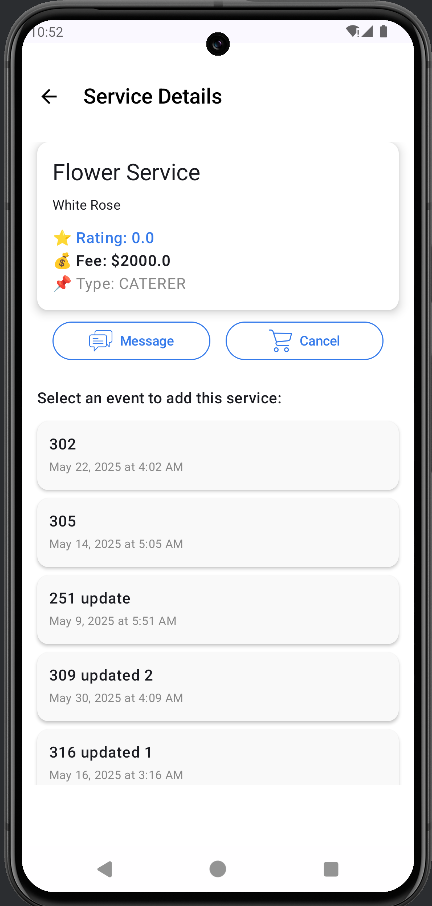 10:52
Service Details
Flower Service
White Rose
⭐ Rating: 0.0
💰 Fee: $2000.0
📌 Type: CATERER
Message
Cancel
Select an event to add this service:
302
May 22, 2025 at 4:02 AM
305
May 14, 2025 at 5:05 AM
251 update
May 9, 2025 at 5:51 AM
309 updated 2
May 30, 2025 at 4:09 AM
316 updated 1
May 16, 2025 at 3:16 AM